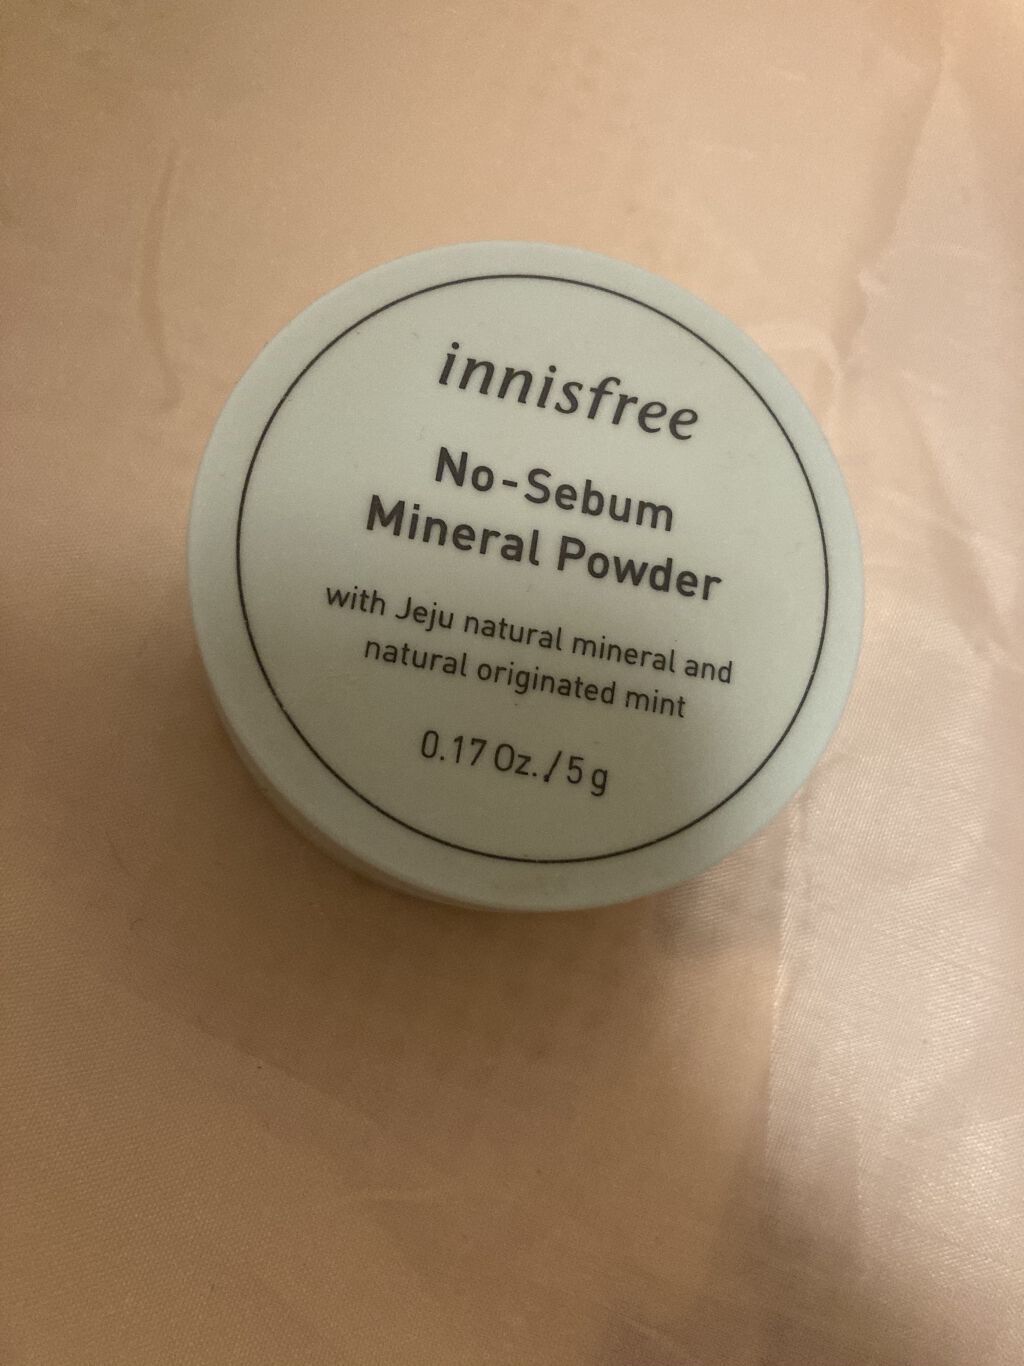 innisfree
No-Sebum
Mineral Powder
with Jeju natural mineral and
natural originated mint
0.17 Oz./5 g